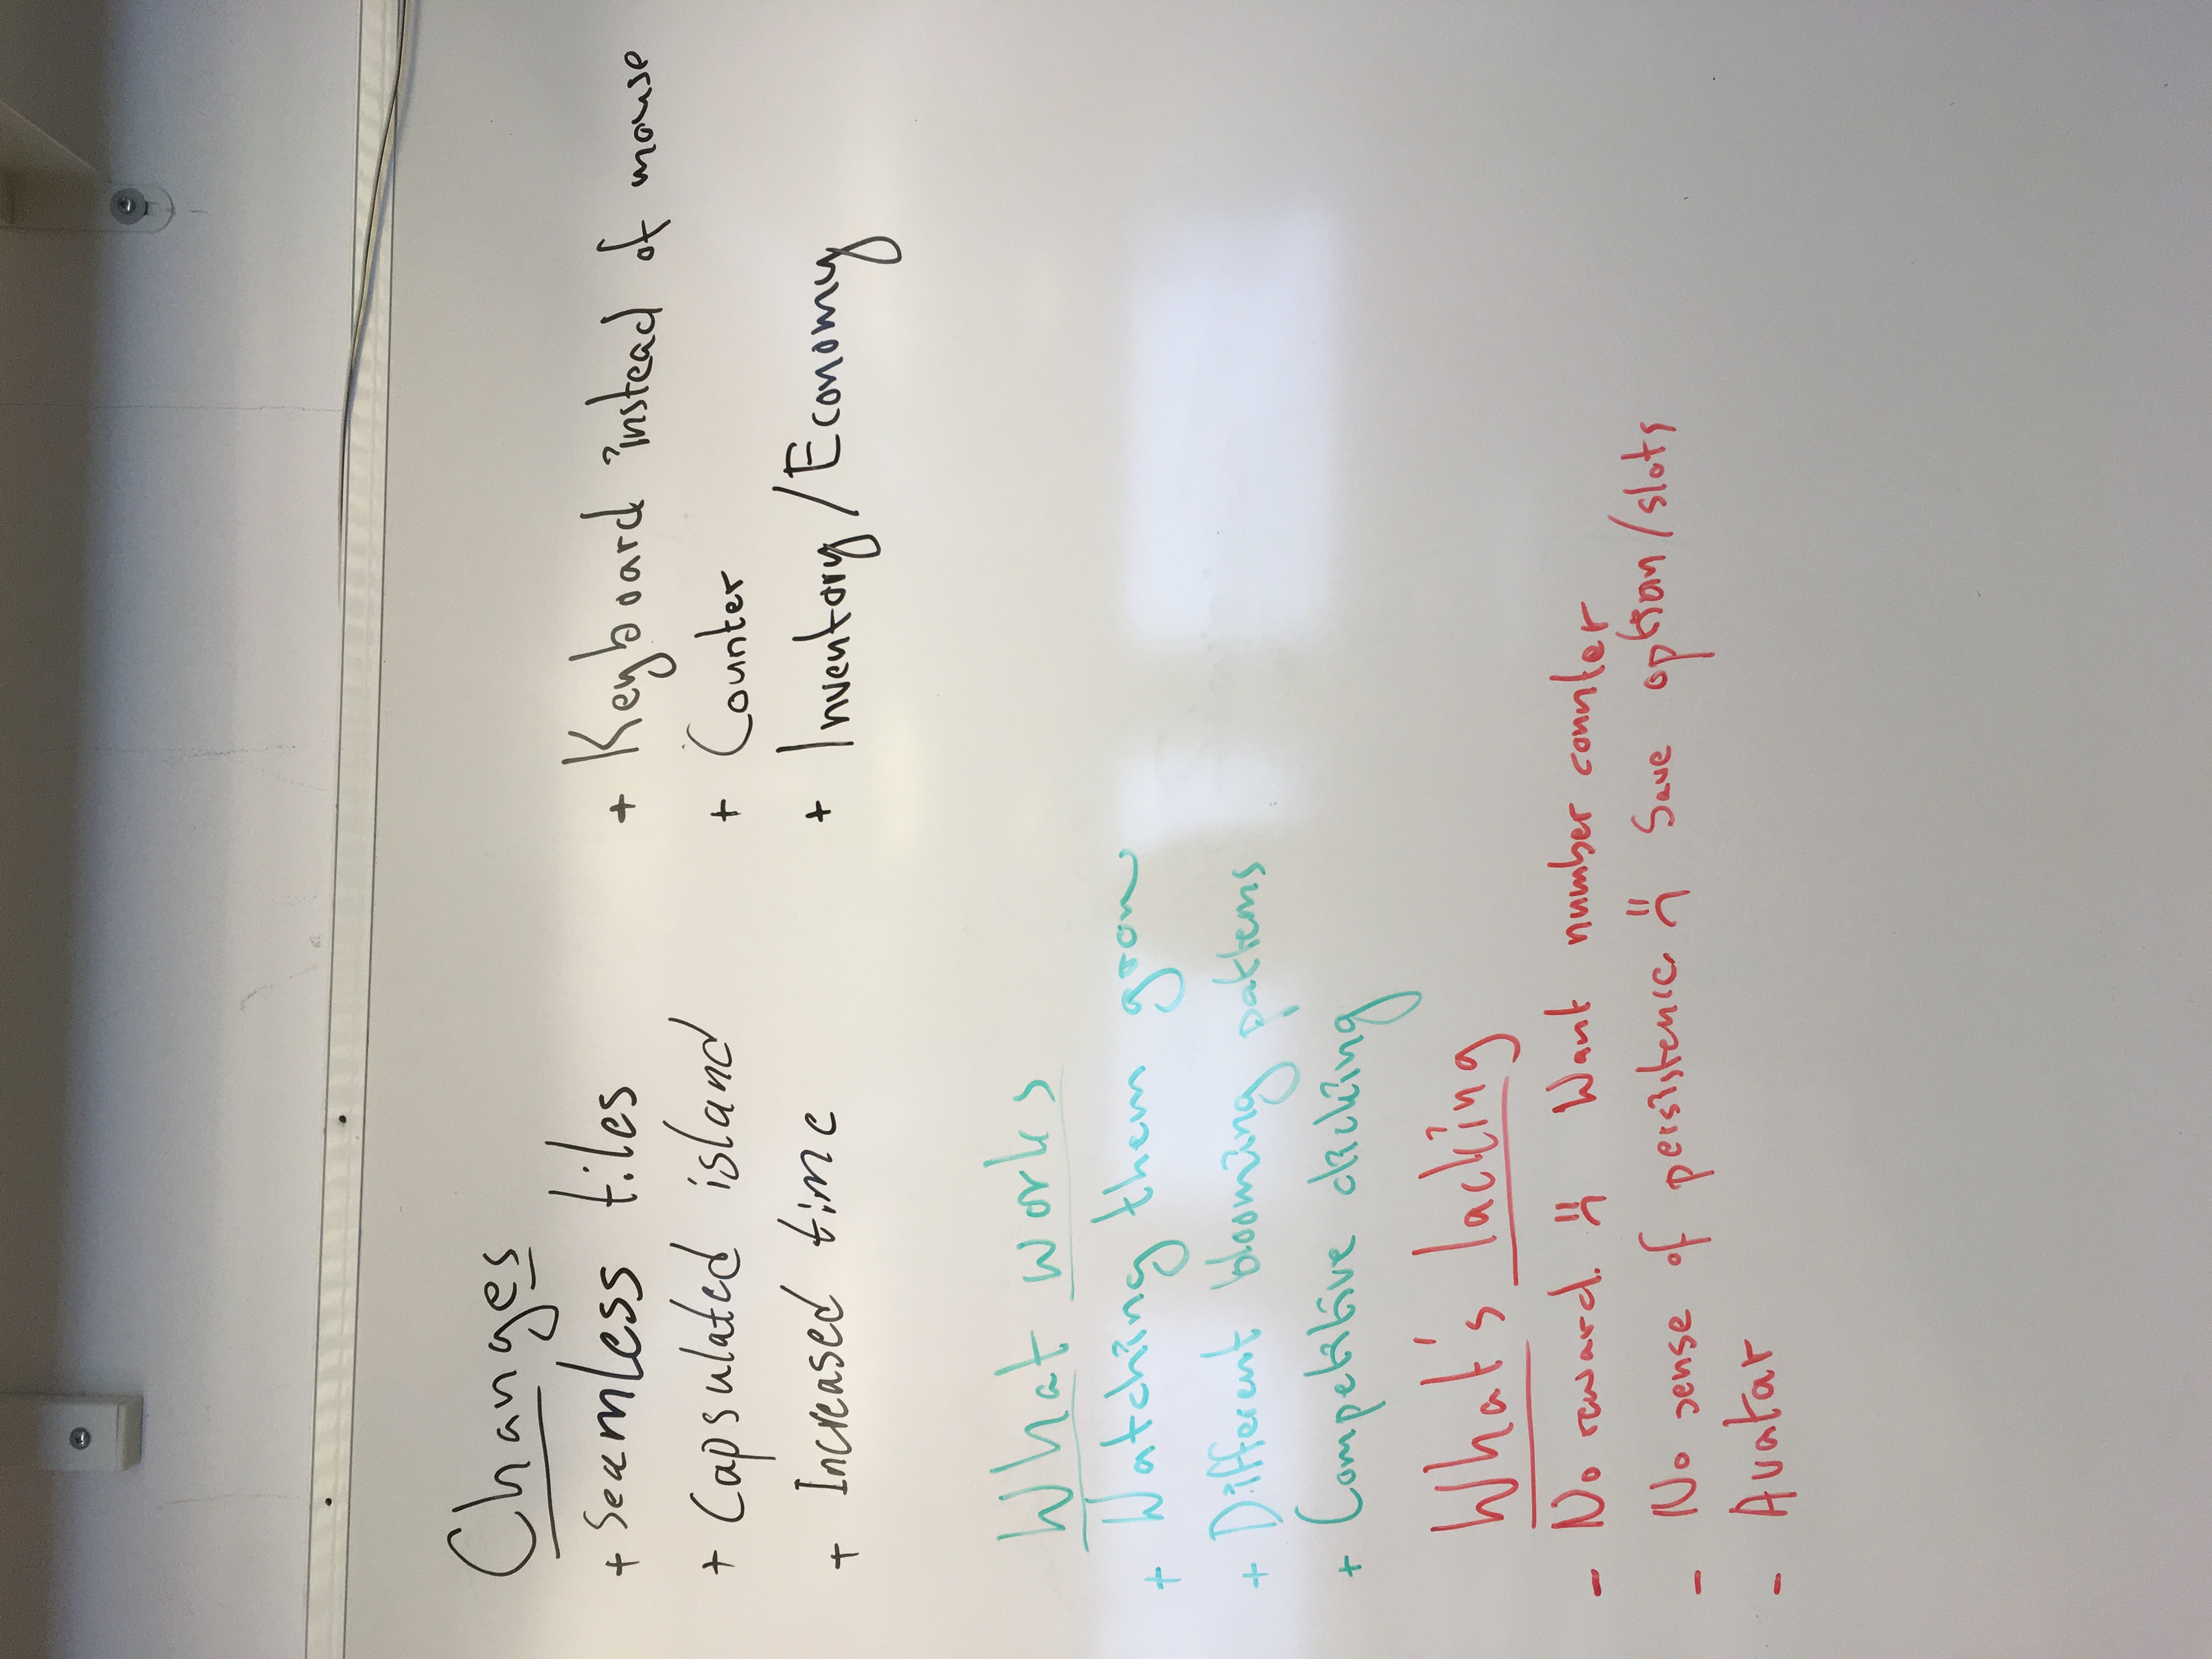 Changes
+ Seamless tiles
+ Capsulated island
+ Increased time
+ Keyboard instead of mouse
+ Counter
+ Inventory/Economy
What works
+ Watching them grow
+ Different blooming patterns
+ Competitive clicking
What's lacking
- No reward. :( Want number counter
- No sense of persistence :( Save option/slots
- Avatar